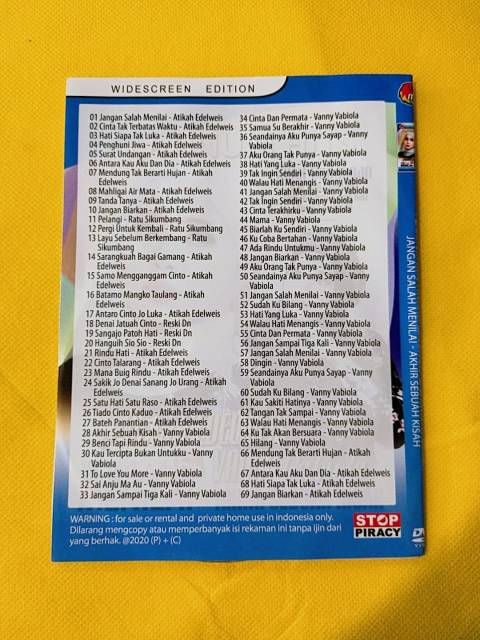 WIDESCREEN EDITION
01 Jangan Salah Menilai - Atikah Edelweis
02 Cinta Tak Terbatas Waktu - Atikah Edelweis
03 Hati Siapa Tak Luka - Atikah Edelweis
04 Penghuni Jiwa - Atikah Edelweis
05 Surat Undangan - Atikah Edelweis
06 Antara Kau Aku Dan Dia - Atikah Edelweis
07 Mendung Tak Berarti Hujan - Atikah
Edelweis
08 Mahligai Air Mata - Atikah Edelweis
09 Tanda Tanya - Atikah Edelweis
10 Jangan Biarkan - Atikah Edelweis
11 Pelangi - Ratu Sikumbang
12 Pergi Untuk Kembali - Ratu Sikumbang
13 Layu Sebelum Berkembang - Ratu
Sikumbang
14 Sarangkuah Bagai Gamang - Atikah
Edelweis
15 Samo Mengganggam Cinto - Atikah
Edelweis
16 Batamo Mangko Taulang - Atikah
Edelweis
17 Antaro Cinto Jo Luka - Atikah Edelweis
18 Denai Jatuah Cinto - Reski Dn
19 Sangajo Patoh Hati - Reski Dn
20 Hanguih Sio Sio - Reski Dn
21 Rindu Hati - Atikah Edelweis
22 Cinto Talarang - Atikah Edelweis
23 Mana Buig Rindu - Atikah Edelweis
24 Sakik Jo Denai Sanang Jo Urang - Atikah
Edelweis
25 Satu Hati Satu Raso - Atikah Edelweis
26 Tiado Cinto Kaduo - Atikah Edelweis
27 Bateh Panantian - Atikah Edelweis
28 Akhir Sebuah Kisah - Vanny Vabiola
29 Benci Tapi Rindu - Vanny Vabiola
30 Kau Tercipta Bukan Untukku - Vanny
Vabiola
31 To Love You More - Vanny Vabiola
32 Sai Anju Ma Au - Vanny Vabiola
33 Jangan Sampai Tiga Kali - Vanny Vabiola
34 Cinta Dan Permata - Vanny Vabiola
35 Samua Su Berakhir - Vanny Vabiola
36 Seandainya Aku Punya Sayap - Vanny
Vabiola
37 Aku Orang Tak Punya - Vanny Vabiola
38 Hati Yang Luka - Vanny Vabiola
39 Tak Ingin Sendiri - Vanny Vabiola
40 Walau Hati Menangis - Vanny Vabiola
41 Jangan Salah Menilai - Vanny Vabiola
42 Tak Ingin Sendiri - Vanny Vabiola
43 Cinta Terakhirku - Vanny Vabiola
44 Mama - Vanny Vabiola
45 Biarlah Ku Sendiri - Vanny Vabiola
46 Ku Coba Bertahan - Vanny Vabiola
47 Ada Rindu Untukmu - Vanny Vabiola
48 Jangan Biarkan - Vanny Vabiola
49 Aku Orang Tak Punya - Vanny Vabiola
50 Seandainya Aku Punya Sayap - Vanny
Vabiola
51 Jangan Salah Menilai - Vanny Vabiola
52 Sudah Ku Bilang - Vanny Vabiola
53 Hati Yang Luka - Vanny Vabiola
54 Walau Hati Menangis - Vanny Vabiola
55 Cinta Dan Permata - Vanny Vabiola
56 Jangan Sampai Tiga Kali - Vanny Vabiola
57 Jangan Salah Menilai - Vanny Vabiola
58 Dingin - Vanny Vabiola
59 Seandainya Aku Punya Sayap - Vanny
Vabiola
60 Sudah Ku Bilang - Vanny Vabiola
61 Kau Sakiti Hatinya - Vanny Vabiola
62 Tangan Tak Sampai - Vanny Vabiola
63 Walau Hati Menangis - Vanny Vabiola
64 Ku Tak Akan Bersuara - Vanny Vabiola
65 Hilang - Vanny Vabiola
66 Mendung Tak Berarti Hujan - Atikah
Edelweis
67 Antara Kau Aku Dan Dia - Atikah Edelweis
68 Hati Siapa Tak Luka - Atikah Edelweis
69 Jangan Biarkan - Atikah Edelweis
WARNING : for sale or rental and private home use in indonesia only.
Dilarang mengcopy atau memperbanyak isi rekaman ini tanpa ijin dari
yang berhak. @2020 (P) + (C)
STOP
PIRACY
JANGAN SALAH MENILAI - AKHIR SEBUAH KISAH